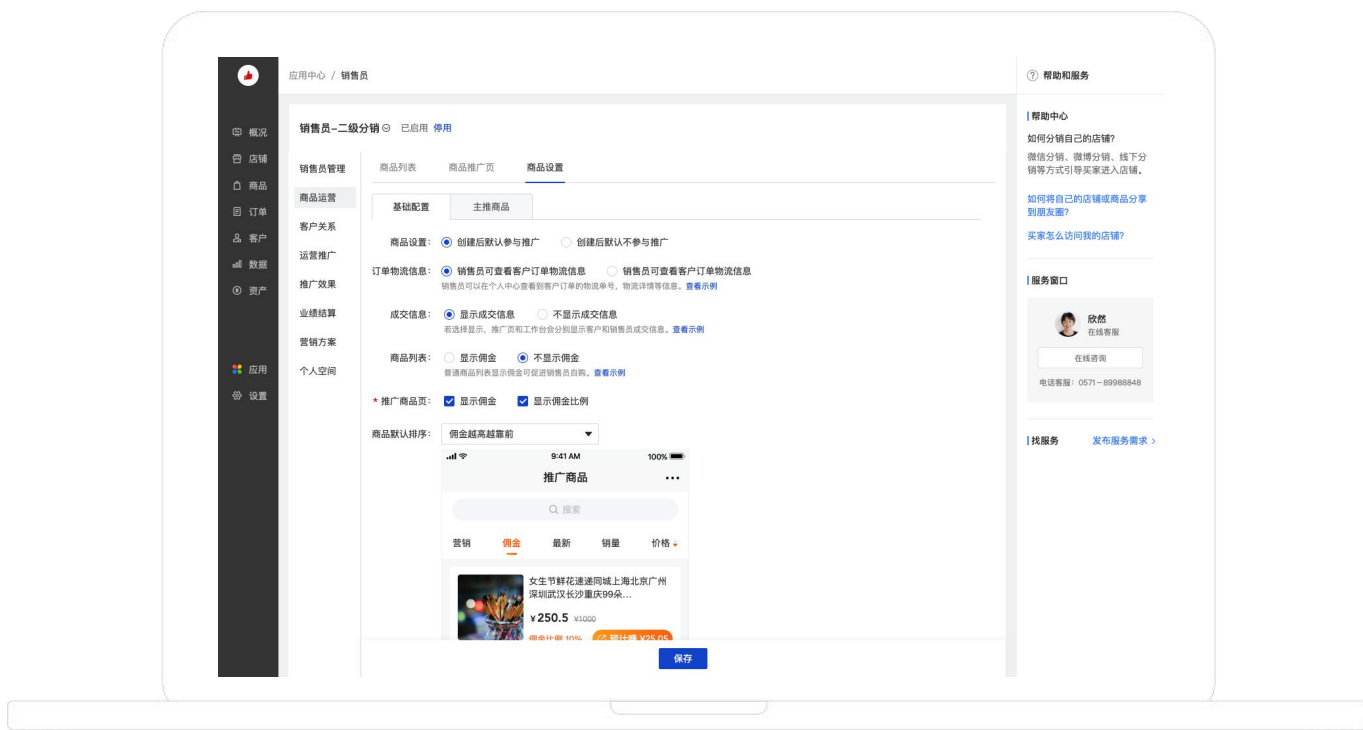 应用中心 / 销售员
帮助和服务
概况
店铺
商品
订单
客户
数据
资产
应用
设置
销售员-二级分销 已启用 停用
销售员管理
商品运营
客户关系
运营推广
推广效果
业绩结算
营销方案
个人空间
商品列表 商品推广页 商品设置
基础配置 主推商品
商品设置: 创建后默认参与推广 创建后默认不参与推广
订单物流信息: 销售员可查看客户订单物流信息 销售员可查看客户订单物流信息
销售员可以在个人中心查看到客户订单的物流单号，物流详情等信息。查看示例
成交信息: 显示成交信息 不显示成交信息
若选择显示，推广页和工作台会分别显示客户和销售员成交信息。查看示例
商品列表: 显示佣金 不显示佣金
普通商品列表显示佣金可促进销售员自购。查看示例
* 推广商品页: 显示佣金 显示佣金比例
商品默认排序: 佣金越高越靠前
9:41 AM 100%
推广商品
搜索
营销 佣金 最新 销量 价格
女生节鲜花速递同城上海北京广州
深圳武汉长沙重庆99朵...
¥250.5 ¥1000
佣金比例 10% 预计赚 ¥25.05
保存
帮助中心
如何分销自己的店铺?
微信分销、微博分销、线下分
销等方式引导买家进入店铺。
如何将自己的店铺或商品分享
到朋友圈?
买家怎么访问我的店铺?
服务窗口
欣然
在线客服
在线咨询
电话客服: 0571-89988848
找服务 发布服务需求 >